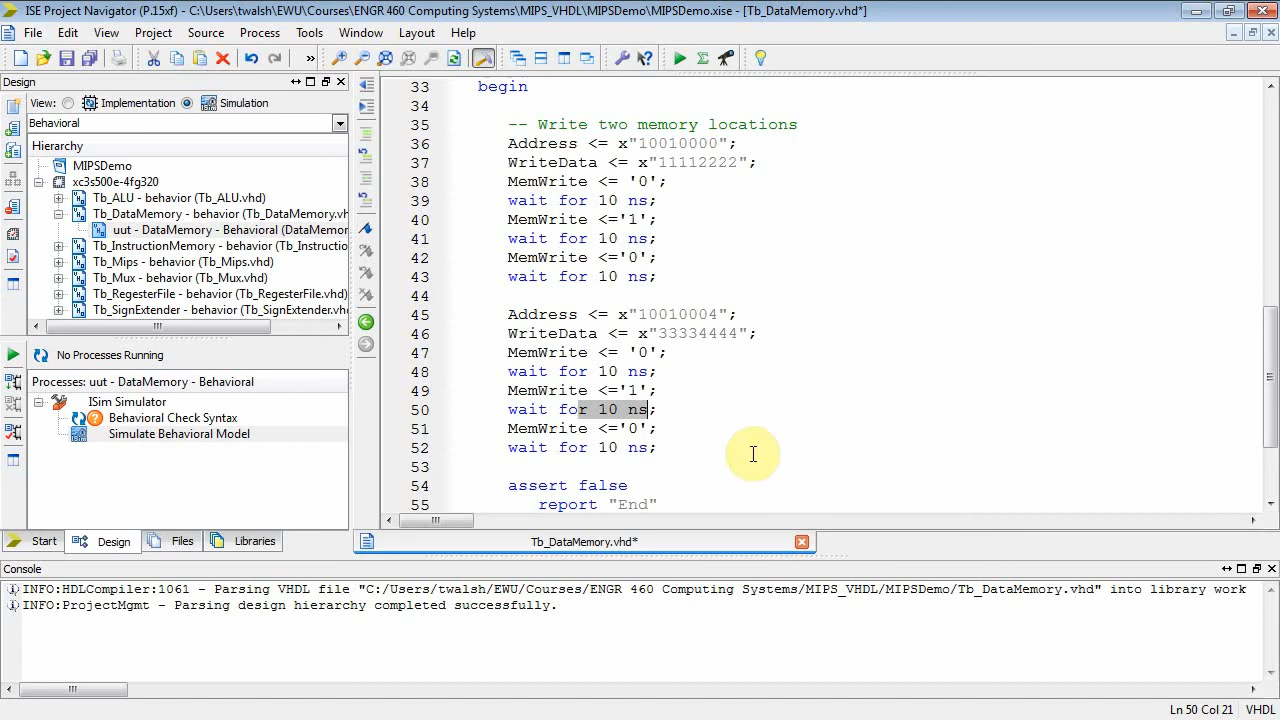 ISE Project Navigator (P.15xf) - C:\Users\twalsh\EWU\Courses\ENGR 460 Computing Systems\MIPS_VHDL\MIPSDemo\MIPSDemo.xise - [Tb_DataMemory.vhd*]
File Edit View Project Source Process Tools Window Layout Help
Design
View: Implementation Simulation
Behavioral
Hierarchy
MIPSDemo
xc3s500e-4fg320
Tb_ALU - behavior (Tb_ALU.vhd)
Tb_DataMemory - behavior (Tb_DataMemory.vh
uut - DataMemory - Behavioral (DataMemor
Tb_InstructionMemory - behavior (Tb_Instructio
Tb_Mips - behavior (Tb_Mips.vhd)
Tb_Mux - behavior (Tb_Mux.vhd)
Tb_RegesterFile - behavior (Tb_RegesterFile.vhd)
Tb_SignExtender - behavior (Tb_SignExtender.vh
No Processes Running
Processes: uut - DataMemory - Behavioral
ISim Simulator
Behavioral Check Syntax
Simulate Behavioral Model
Start Design Files Libraries
33 begin
34
35 -- Write two memory locations
36 Address <= x"10010000";
37 WriteData <= x"11112222";
38 MemWrite <= '0';
39 wait for 10 ns;
40 MemWrite <='1';
41 wait for 10 ns;
42 MemWrite <='0';
43 wait for 10 ns;
44
45 Address <= x"10010004";
46 WriteData <= x"33334444";
47 MemWrite <= '0';
48 wait for 10 ns;
49 MemWrite <='1';
50 wait for 10 ns;
51 MemWrite <='0';
52 wait for 10 ns;
53
54 assert false
55 report "End"
Tb_DataMemory.vhd*
Console
INFO:HDLCompiler:1061 - Parsing VHDL file "C:/Users/twalsh/EWU/Courses/ENGR 460 Computing Systems/MIPS_VHDL/MIPSDemo/Tb_DataMemory.vhd" into library work
INFO:ProjectMgmt - Parsing design hierarchy completed successfully.
Ln 50 Col 21 VHDL